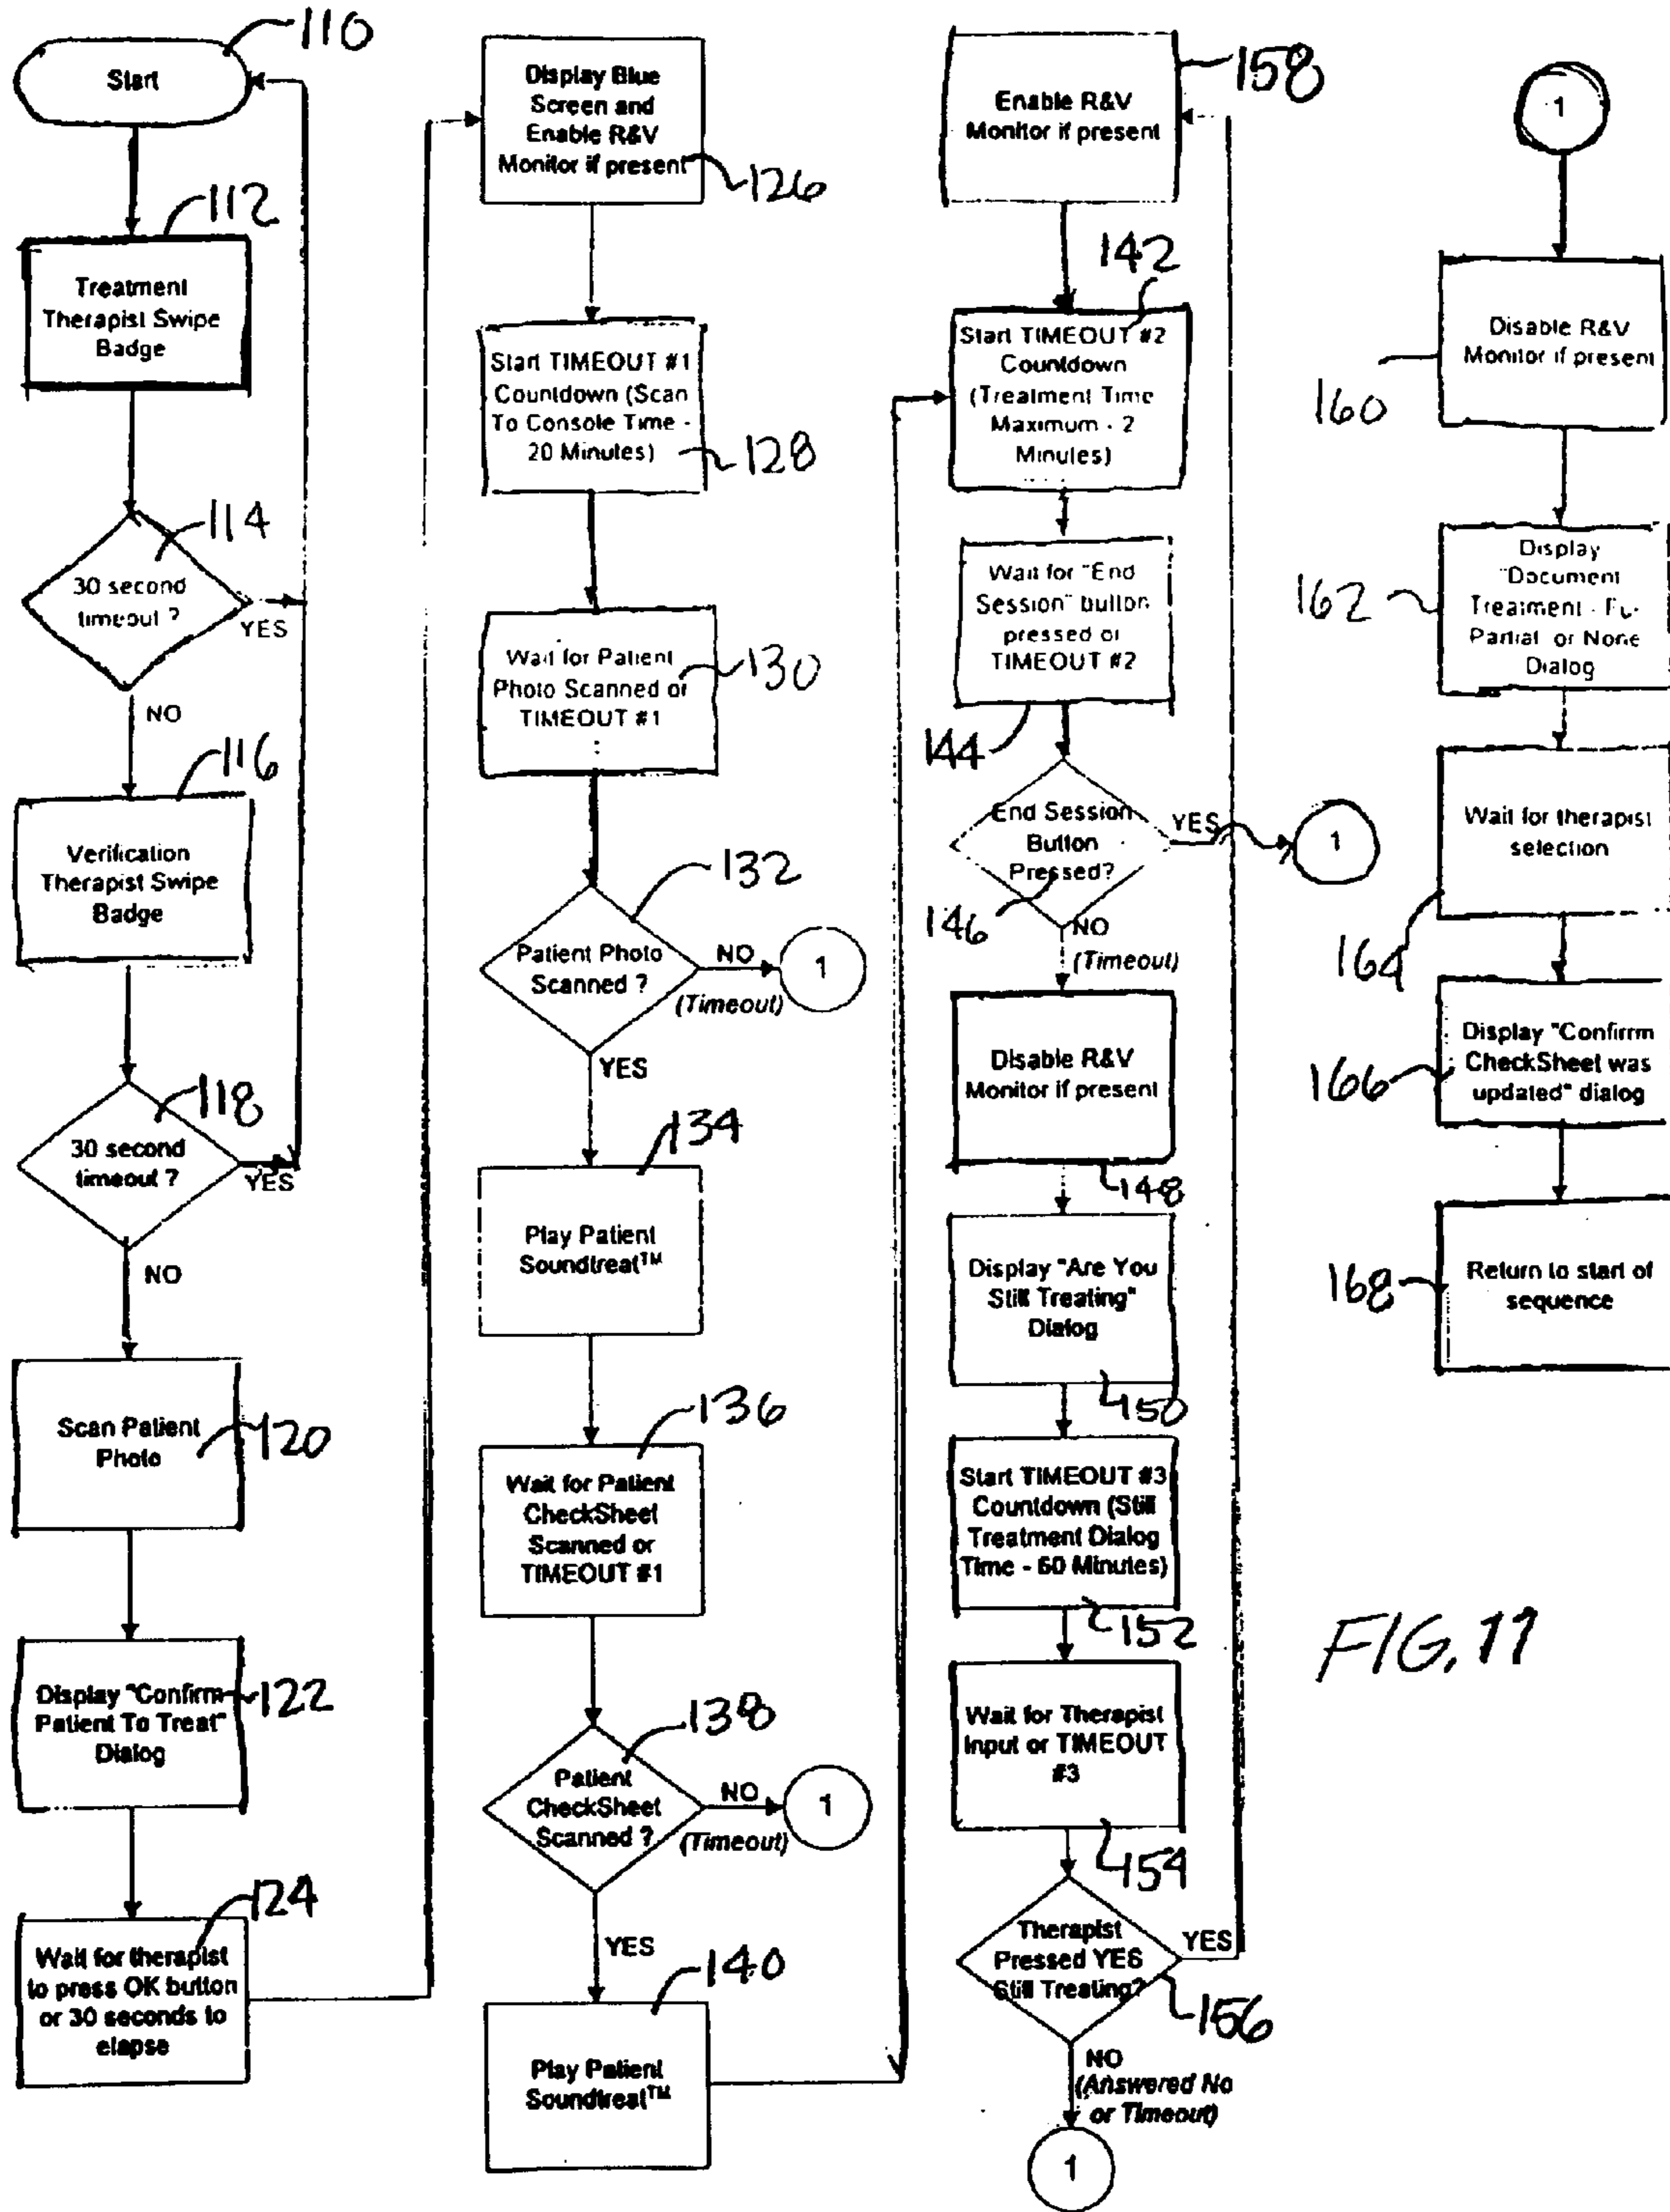 110
Start
112
Treatment
Therapist Swipe
Badge
114
30 second
timeout ?
YES
NO
116
Verification
Therapist Swipe
Badge
118
30 second
timeout ?
YES
NO
Scan Patient
Photo
120
Display "Confirm
Patient To Treat"
Dialog
122
124
Wait for therapist
to press OK button
or 30 seconds to
elapse
Display Blue
Screen and
Enable R&V
Monitor if present
126
Start TIMEOUT #1
Countdown (Scan
To Console Time -
20 Minutes)
128
Wait for Patient
Photo Scanned or
TIMEOUT #1
130
132
Patient Photo
Scanned ?
NO
(Timeout)
1
YES
134
Play Patient
Soundtreat™
136
Wait for Patient
CheckSheet
Scanned or
TIMEOUT #1
138
Patient
CheckSheet
Scanned ?
NO
(Timeout)
1
YES
140
Play Patient
Soundtreat™
158
Enable R&V
Monitor if present
142
Start TIMEOUT #2
Countdown
(Treatment Time
Maximum - 2
Minutes)
Wait for "End
Session" button
pressed or
TIMEOUT #2
144
End Session
Button
Pressed?
YES
1
146
NO
(Timeout)
Disable R&V
Monitor if present
148
Display "Are You
Still Treating"
Dialog
150
Start TIMEOUT #3
Countdown (Still
Treatment Dialog
Time - 60 Minutes)
152
Wait for Therapist
Input or TIMEOUT
#3
154
Therapist
Pressed YES
Still Treating?
YES
156
NO
(Answered No
or Timeout)
1
1
Disable R&V
Monitor if present
160
Display
"Document
Treatment - Fu-
Partial or None
Dialog
162
Wait for therapist
selection
164
Display "Confirm
CheckSheet was
updated" dialog
166
Return to start of
sequence
168
FIG. 11